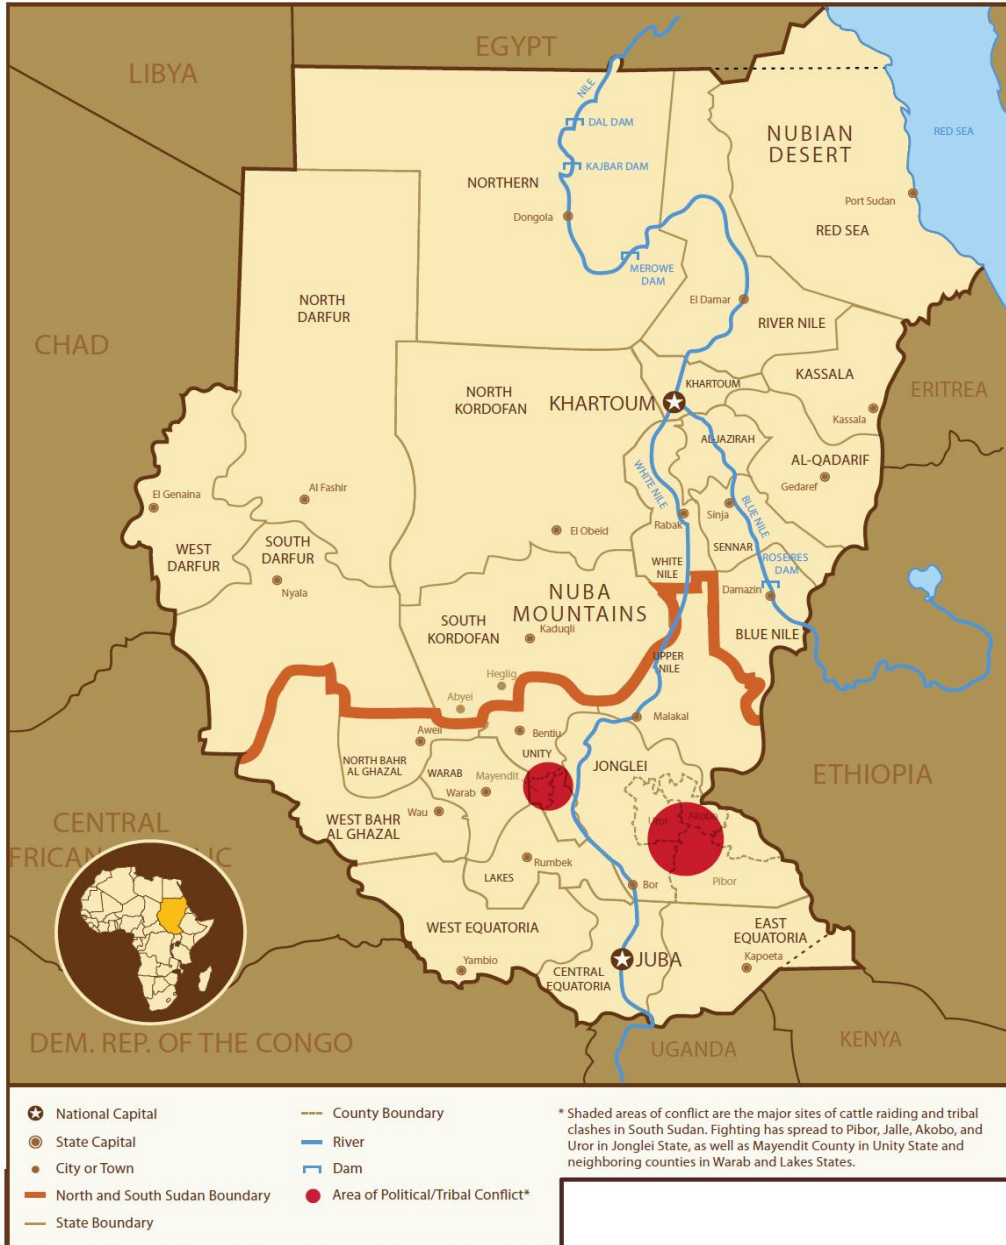 EGYPT
LIBYA
NILE
DAL DAM
RED SEA
NUBIAN
DESERT
KAJBAR DAM
NORTHERN
Port Sudan
Dongola
RED SEA
MEROWE
DAM
NORTH
DARFUR
El Damar
RIVER NILE
CHAD
KASSALA
KHARTOUM
ERITREA
NORTH
KORDOFAN
KHARTOUM
Kassala
AL-JAZIRAH
AL-QADARIF
WHITE NILE
Gedaref
El Genaina
Al Fashir
BLUE NILE
Rabak
Sinja
El Obeid
SOUTH
DARFUR
WEST
DARFUR
SENNAR
ROSEIRES
DAM
WHITE
NILE
Nyala
NUBA
MOUNTAINS
Damazin
SOUTH
KORDOFAN
Kaduqli
BLUE NILE
UPPER
NILE
Heglig
Abyei
Malakal
Aweil
Bentiu
UNITY
NORTH BAHR
AL GHAZAL
WARAB
Mayendit
JONGLEI
ETHIOPIA
Warab
Wau
WEST BAHR
AL GHAZAL
Uror
Akobo
CENTRAL
FRICAN
LIC
Rumbek
LAKES
Bor
Pibor
WEST EQUATORIA
EAST
EQUATORIA
JUBA
Kapoeta
Yambio
CENTRAL
EQUATORIA
DEM. REP. OF THE CONGO
UGANDA
KENYA
National Capital
State Capital
City or Town
North and South Sudan Boundary
State Boundary
County Boundary
River
Dam
Area of Political/Tribal Conflict*
* Shaded areas of conflict are the major sites of cattle raiding and tribal
clashes in South Sudan. Fighting has spread to Pibor, Jalle, Akobo, and
Uror in Jonglei State, as well as Mayendit County in Unity State and
neighboring counties in Warab and Lakes States.